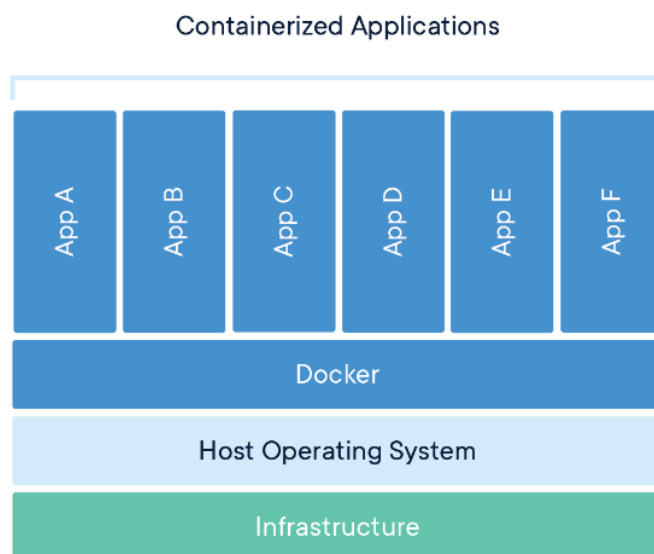 Containerized Applications
App A
App B
App C
App D
App E
App F
Docker
Host Operating System
Infrastructure